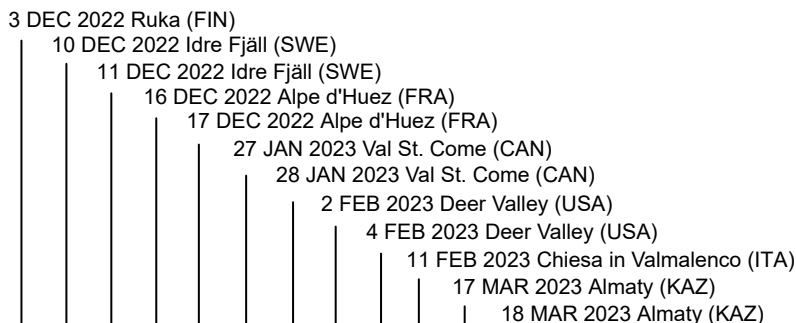 3 DEC 2022 Ruka (FIN)
10 DEC 2022 Idre Fjäll (SWE)
11 DEC 2022 Idre Fjäll (SWE)
16 DEC 2022 Alpe d'Huez (FRA)
17 DEC 2022 Alpe d'Huez (FRA)
27 JAN 2023 Val St. Come (CAN)
28 JAN 2023 Val St. Come (CAN)
2 FEB 2023 Deer Valley (USA)
4 FEB 2023 Deer Valley (USA)
11 FEB 2023 Chiesa in Valmalenco (ITA)
17 MAR 2023 Almaty (KAZ)
18 MAR 2023 Almaty (KAZ)